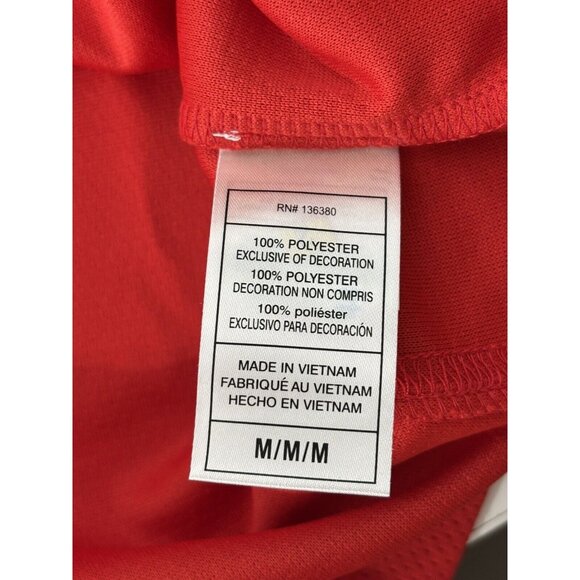 RN# 136380
100% POLYESTER
EXCLUSIVE OF DECORATION
100% POLYESTER
DECORATION NON COMPRIS
100% poliéster
EXCLUSIVO PARA DECORACIÓN
MADE IN VIETNAM
FABRIQUÉ AU VIETNAM
HECHO EN VIETNAM
M/M/M